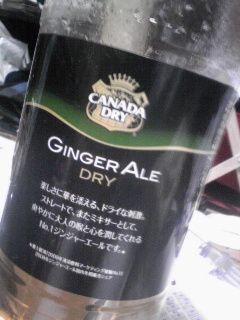 CANADA
DRY
GINGER ALE
DRY
楽しさに華を添える、ドライな刺激。
ストレートで、またミキサーとして、
爽やかに大人の喉と心を潤してくれる
No.1ジンジャーエールです。